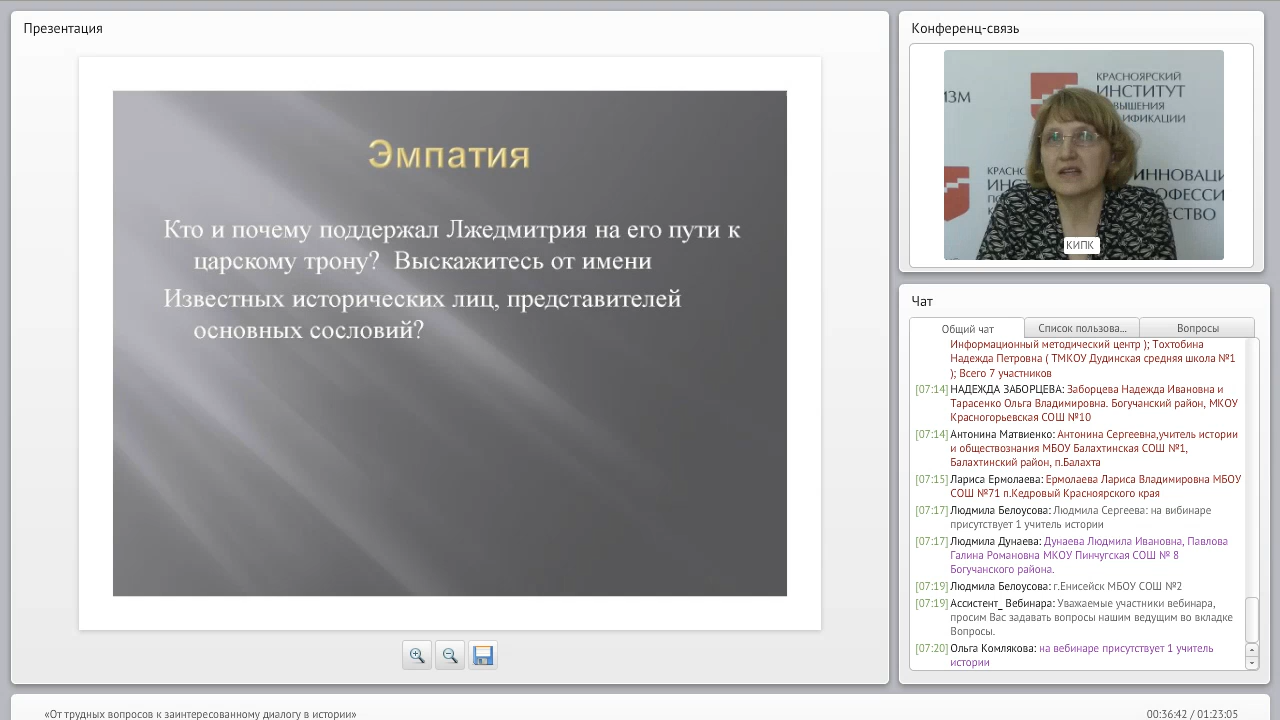 Презентация
Эмпатия
Кто и почему поддержал Лжедмитрия на его пути к
царскому трону? Выскажитесь от имени
Известных исторических лиц, представителей
основных сословий?
Конференц-связь
КРАСНОЯРСКИЙ
ИНСТИТУТ
КИПК
Чат
Общий чат
Список пользова...
Вопросы
Информационный методический центр ); Тохтобина
Надежда Петровна ( ТМКОУ Дудинская средняя школа №1
); Всего 7 участников
[07:14] НАДЕЖДА ЗАБОРЦЕВА: Заборцева Надежда Ивановна и
Тарасенко Ольга Владимировна. Богучанский район, МКОУ
Красногорьевская СОШ №10
[07:14] Антонина Матвиенко: Антонина Сергеевна,учитель истории
и обществознания МБОУ Балахтинская СОШ №1,
Балахтинский район, п.Балахта
[07:15] Лариса Ермолаева: Ермолаева Лариса Владимировна МБОУ
СОШ №71 п.Кедровый Красноярского края
[07:17] Людмила Белоусова: Людмила Сергеева: на вибинаре
присутствует 1 учитель истории
[07:17] Людмила Дунаева: Дунаева Людмила Ивановна, Павлова
Галина Романовна МКОУ Пинчугская СОШ № 8
Богучанского района.
[07:19] Людмила Белоусова: г.Енисейск МБОУ СОШ №2
[07:19] Ассистент_ Вебинара: Уважаемые участники вебинара,
просим Вас задавать вопросы нашим ведущим во вкладке
Вопросы.
[07:20] Ольга Комлякова: на вебинаре присутствует 1 учитель
истории
«От трудных вопросов к заинтересованному диалогу в истории»
00:36:42 / 01:23:05